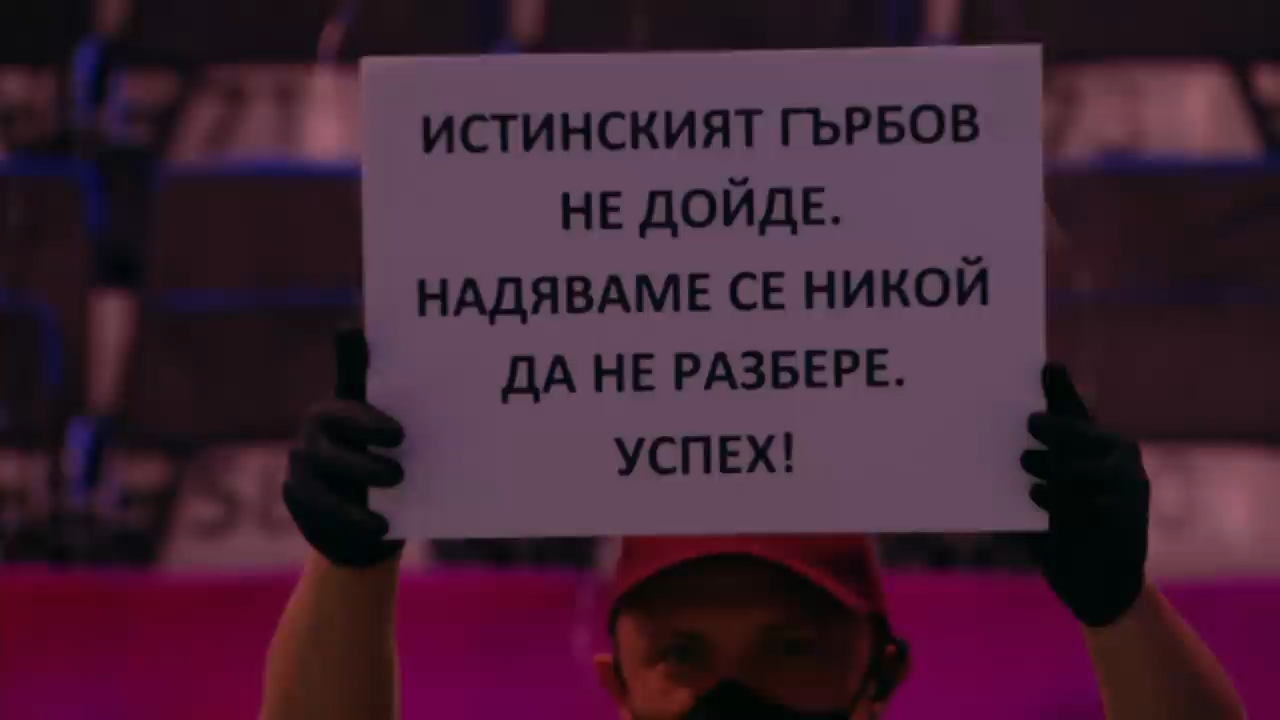 ИСТИНСКИЯТ ГЪРБОВ
НЕ ДОЙДЕ.
НАДЯВАМЕ СЕ НИКОЙ
ДА НЕ РАЗБЕРЕ.
УСПЕХ!